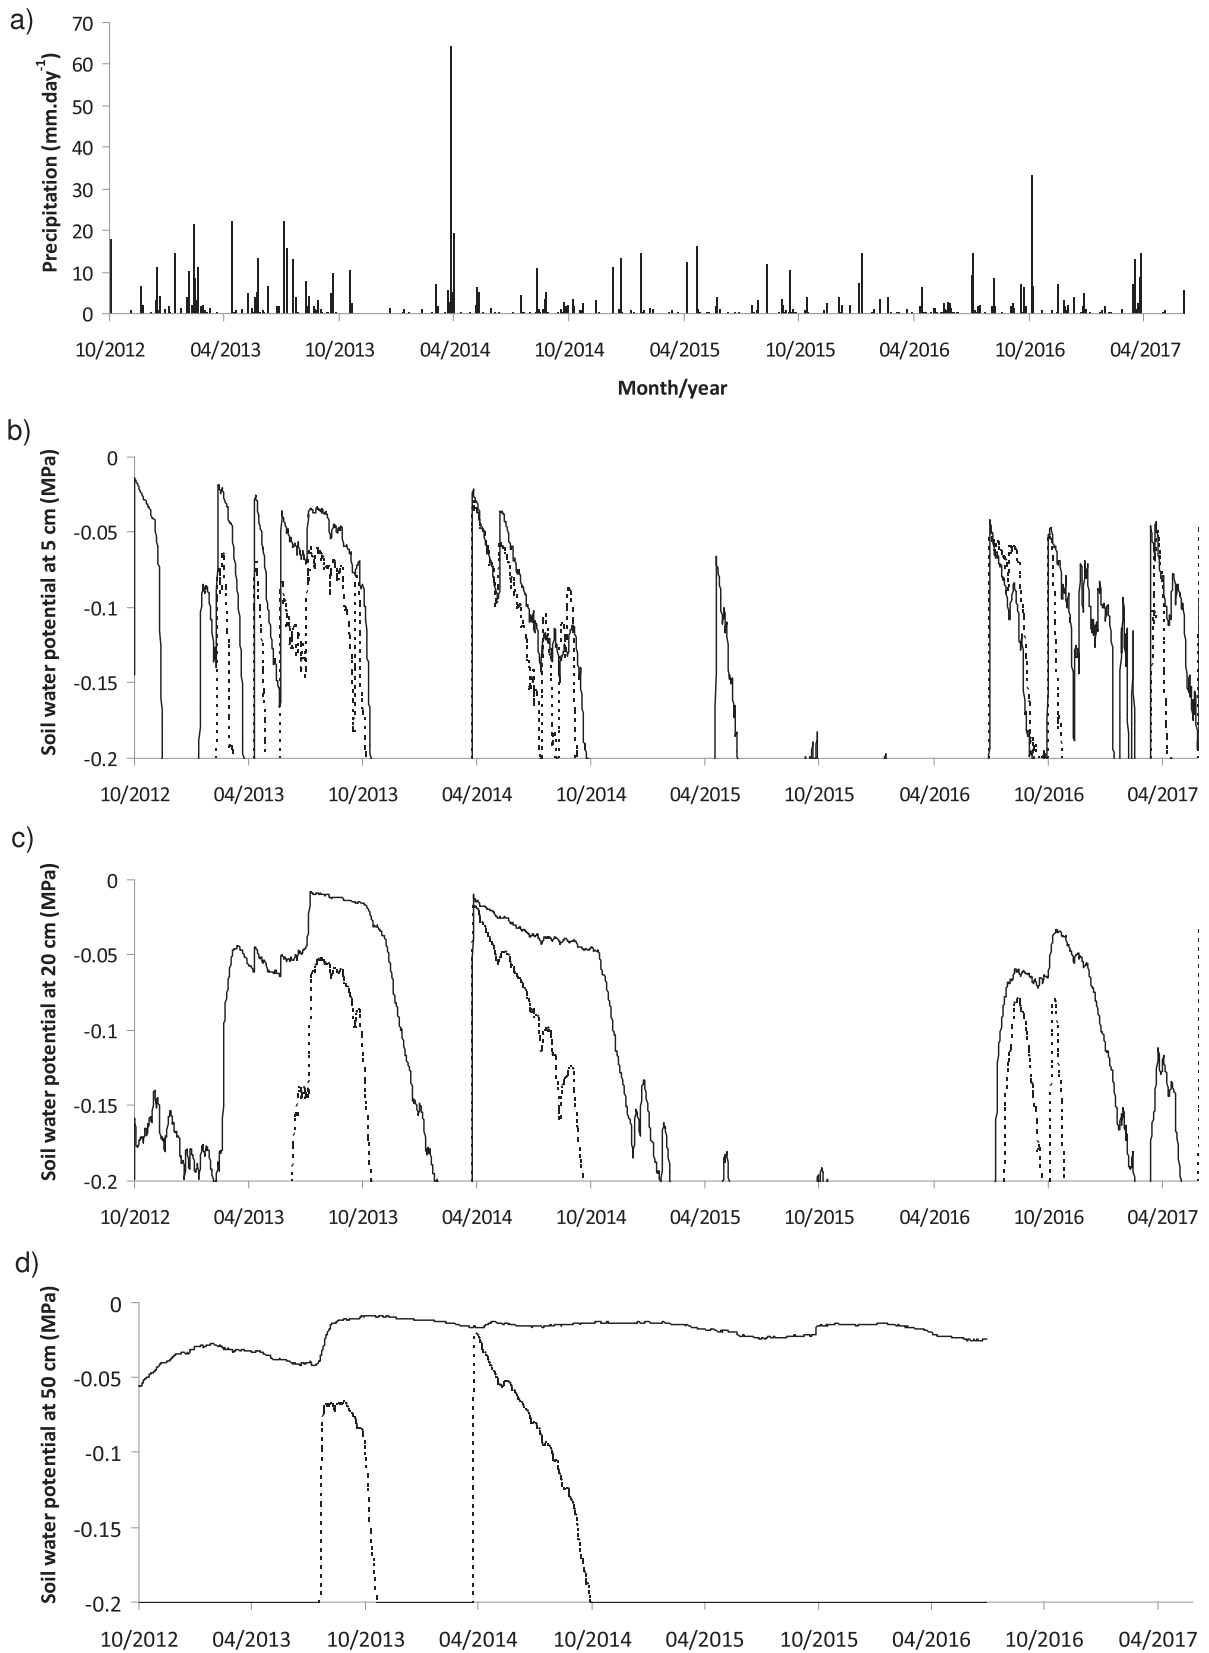 a)
Precipitation (mm.day-1)
70
60
50
40
30
20
10
0
10/2012 04/2013 10/2013 04/2014 10/2014 04/2015 10/2015 04/2016 10/2016 04/2017
Month/year
b)
Soil water potential at 5 cm (MPa)
0
-0.05
-0.1
-0.15
-0.2
10/2012 04/2013 10/2013 04/2014 10/2014 04/2015 10/2015 04/2016 10/2016 04/2017
c)
Soil water potential at 20 cm (MPa)
0
-0.05
-0.1
-0.15
-0.2
10/2012 04/2013 10/2013 04/2014 10/2014 04/2015 10/2015 04/2016 10/2016 04/2017
d)
Soil water potential at 50 cm (MPa)
0
-0.05
-0.1
-0.15
-0.2
10/2012 04/2013 10/2013 04/2014 10/2014 04/2015 10/2015 04/2016 10/2016 04/2017